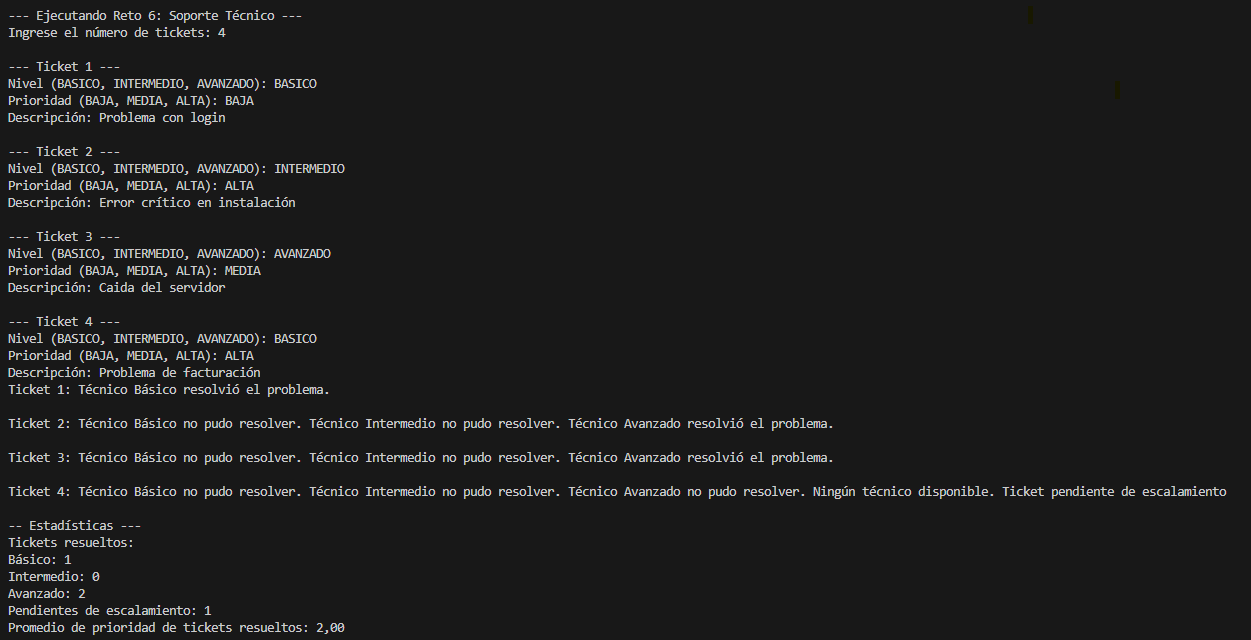 --- Ejecutando Reto 6: Soporte Técnico ---
Ingrese el número de tickets: 4
--- Ticket 1 ---
Nivel (BASICO, INTERMEDIO, AVANZADO): BASICO
Prioridad (BAJA, MEDIA, ALTA): BAJA
Descripción: Problema con login
--- Ticket 2 ---
Nivel (BASICO, INTERMEDIO, AVANZADO): INTERMEDIO
Prioridad (BAJA, MEDIA, ALTA): ALTA
Descripción: Error crítico en instalación
--- Ticket 3 ---
Nivel (BASICO, INTERMEDIO, AVANZADO): AVANZADO
Prioridad (BAJA, MEDIA, ALTA): MEDIA
Descripción: Caida del servidor
--- Ticket 4 ---
Nivel (BASICO, INTERMEDIO, AVANZADO): BASICO
Prioridad (BAJA, MEDIA, ALTA): ALTA
Descripción: Problema de facturación
Ticket 1: Técnico Básico resolvió el problema.
Ticket 2: Técnico Básico no pudo resolver. Técnico Intermedio no pudo resolver. Técnico Avanzado resolvió el problema.
Ticket 3: Técnico Básico no pudo resolver. Técnico Intermedio no pudo resolver. Técnico Avanzado resolvió el problema.
Ticket 4: Técnico Básico no pudo resolver. Técnico Intermedio no pudo resolver. Técnico Avanzado no pudo resolver. Ningún técnico disponible. Ticket pendiente de escalamiento
-- Estadísticas ---
Tickets resueltos:
Básico: 1
Intermedio: 0
Avanzado: 2
Pendientes de escalamiento: 1
Promedio de prioridad de tickets resueltos: 2,00